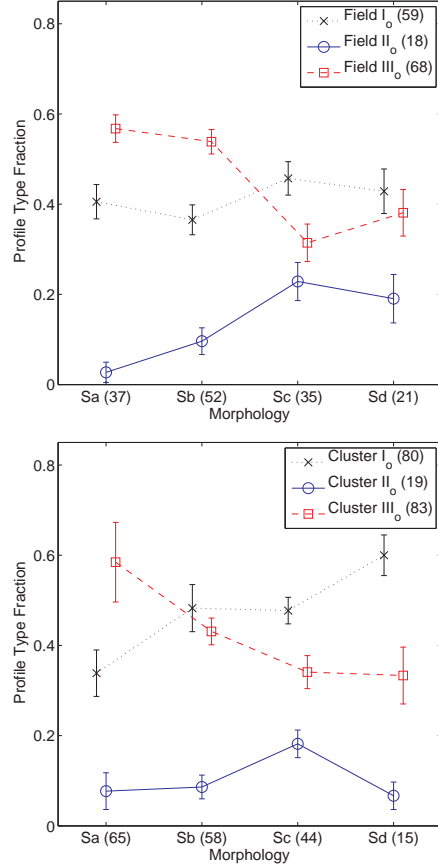 0.8
0.6
0.4
0.2
0
Profile Type Fraction
Field I_o (59)
Field II_o (18)
Field III_o (68)
Sa (37) Sb (52) Sc (35) Sd (21)
Morphology
0.8
0.6
0.4
0.2
0
Profile Type Fraction
Cluster I_o (80)
Cluster II_o (19)
Cluster III_o (83)
Sa (65) Sb (58) Sc (44) Sd (15)
Morphology